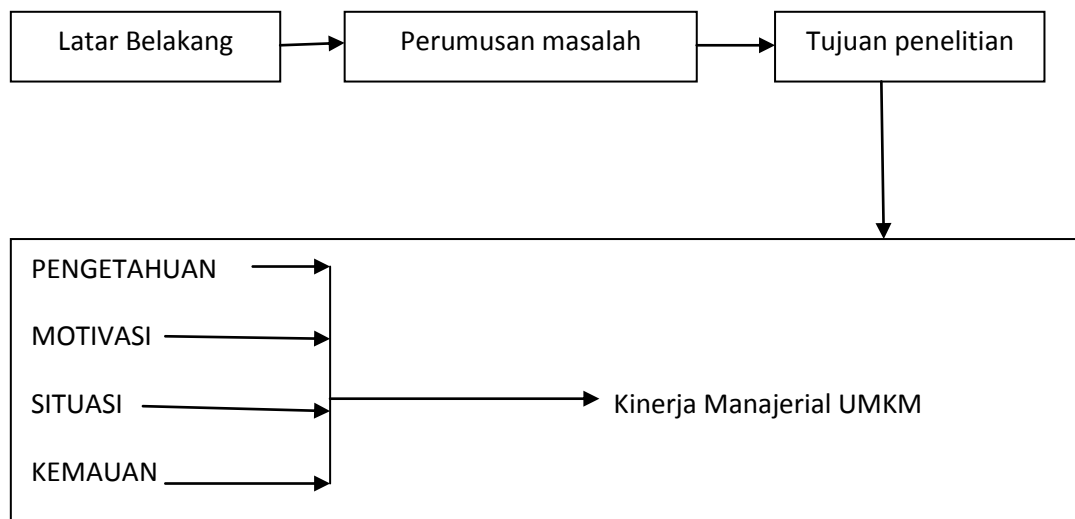 Latar Belakang
Perumusan masalah
Tujuan penelitian
PENGETAHUAN
MOTIVASI
SITUASI
Kinerja Manajerial UMKM
KEMAUAN